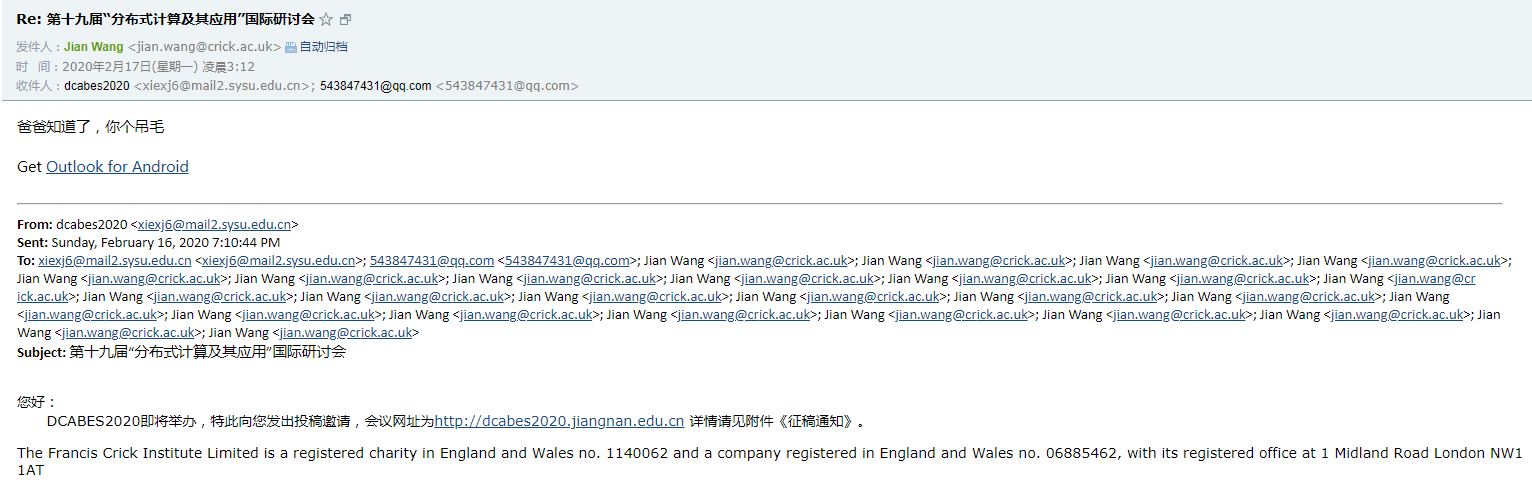 Re: 第十九届“分布式计算及其应用”国际研讨会
发件人：Jian Wang <jian.wang@crick.ac.uk> 自动归档
时 间：2020年2月17日(星期一) 凌晨3:12
收件人：dcabes2020 <xiexj6@mail2.sysu.edu.cn>; 543847431@qq.com <543847431@qq.com>
爸爸知道了，你个吊毛
Get Outlook for Android
From: dcabes2020 <xiexj6@mail2.sysu.edu.cn>
Sent: Sunday, February 16, 2020 7:10:44 PM
To: xiexj6@mail2.sysu.edu.cn <xiexj6@mail2.sysu.edu.cn>; 543847431@qq.com <543847431@qq.com>; Jian Wang <jian.wang@crick.ac.uk>; Jian Wang <jian.wang@crick.ac.uk>; Jian Wang <jian.wang@crick.ac.uk>; Jian Wang <jian.wang@crick.ac.uk>;
Jian Wang <jian.wang@crick.ac.uk>; Jian Wang <jian.wang@crick.ac.uk>; Jian Wang <jian.wang@crick.ac.uk>; Jian Wang <jian.wang@crick.ac.uk>; Jian Wang <jian.wang@crick.ac.uk>; Jian Wang <jian.wang@crick.ac.uk>; Jian Wang <jian.wang@cr
ick.ac.uk>; Jian Wang <jian.wang@crick.ac.uk>; Jian Wang <jian.wang@crick.ac.uk>; Jian Wang <jian.wang@crick.ac.uk>; Jian Wang <jian.wang@crick.ac.uk>; Jian Wang <jian.wang@crick.ac.uk>; Jian Wang <jian.wang@crick.ac.uk>; Jian Wang
<jian.wang@crick.ac.uk>; Jian Wang <jian.wang@crick.ac.uk>; Jian Wang <jian.wang@crick.ac.uk>; Jian Wang <jian.wang@crick.ac.uk>; Jian Wang <jian.wang@crick.ac.uk>; Jian Wang <jian.wang@crick.ac.uk>; Jian Wang <jian.wang@crick.ac.uk>; Jian
Wang <jian.wang@crick.ac.uk>; Jian Wang <jian.wang@crick.ac.uk>
Subject: 第十九届“分布式计算及其应用”国际研讨会
您好：
DCABES2020即将举办，特此向您发出投稿邀请，会议网址为http://dcabes2020.jiangnan.edu.cn 详情请见附件《征稿通知》。
The Francis Crick Institute Limited is a registered charity in England and Wales no. 1140062 and a company registered in England and Wales no. 06885462, with its registered office at 1 Midland Road London NW1
1AT